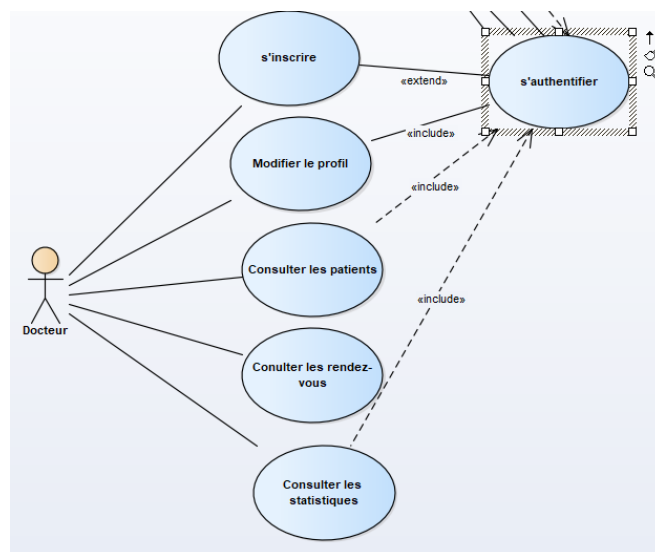 s'inscrire
s'authentifier
«extend»
«include»
Modifier le profil
«include»
Consulter les patients
«include»
Docteur
Conulter les rendez-
vous
Consulter les
statistiques